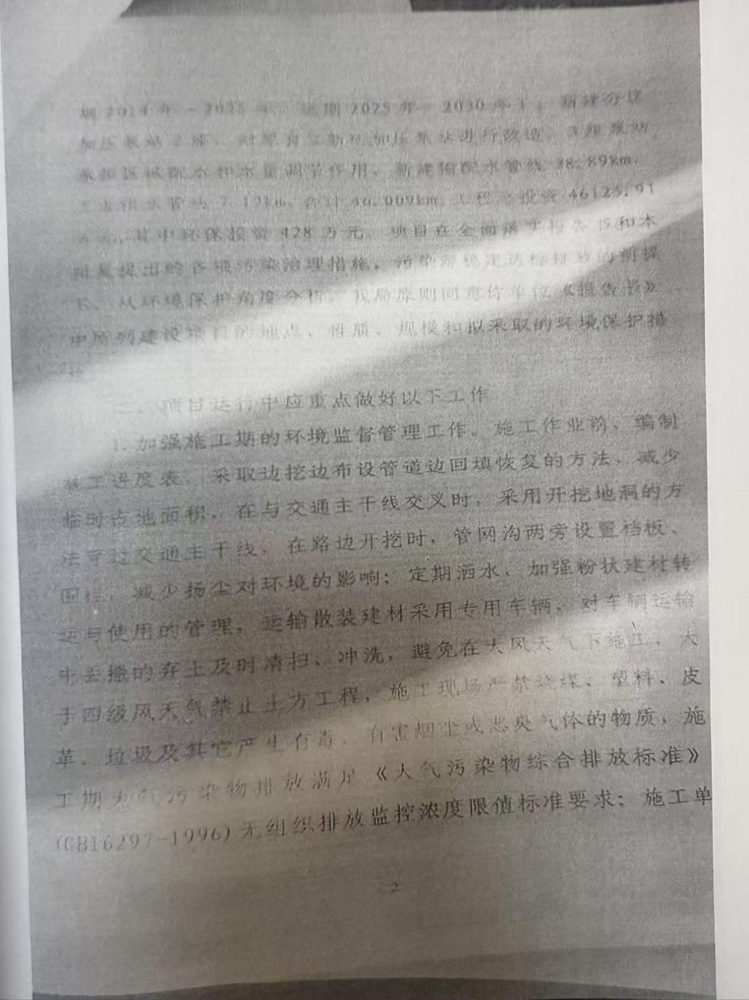 期2014年-2025年，远期2025年-2030年），新建分区
加压泵站2座，对原有工业园加压泵站进行改造，3座泵站
承担区域配水和水量调节作用，新建输配水管线38.89km，
工业供水管线7.12km，合计46.009km，工程总投资46123.91
万元，其中环保投资428万元。项目在全面落实报告书和本
批复提出的各项污染治理措施，污染源稳定达标排放的前提
下，从环境保护角度分析，我局原则同意你单位《报告书》
中所列建设项目的地点、性质、规模和拟采取的环境保护措
施。
二、项目运行中应重点做好以下工作
1.加强施工期的环境监督管理工作。施工作业前，编制
施工进度表，采取边挖边布设管道边回填恢复的方法，减少
临时占地面积，在与交通主干线交叉时，采用开挖地洞的方
法穿过交通主干线，在路边开挖时，管网沟两旁设置档板、
围栏，减少扬尘对环境的影响；定期洒水、加强粉状建材转
运与使用的管理，运输散装建材采用专用车辆，对车辆运输
中丢撒的弃土及时清扫、冲洗，避免在大风天气下施工，大
于四级风天气禁止土方工程，施工现场严禁烧煤、塑料、皮
革、垃圾及其它产生有毒、有害烟尘或恶臭气体的物质，施
工期大气污染物排放满足《大气污染物综合排放标准》
(GB16297-1996)无组织排放监控浓度限值标准要求；施工单
2